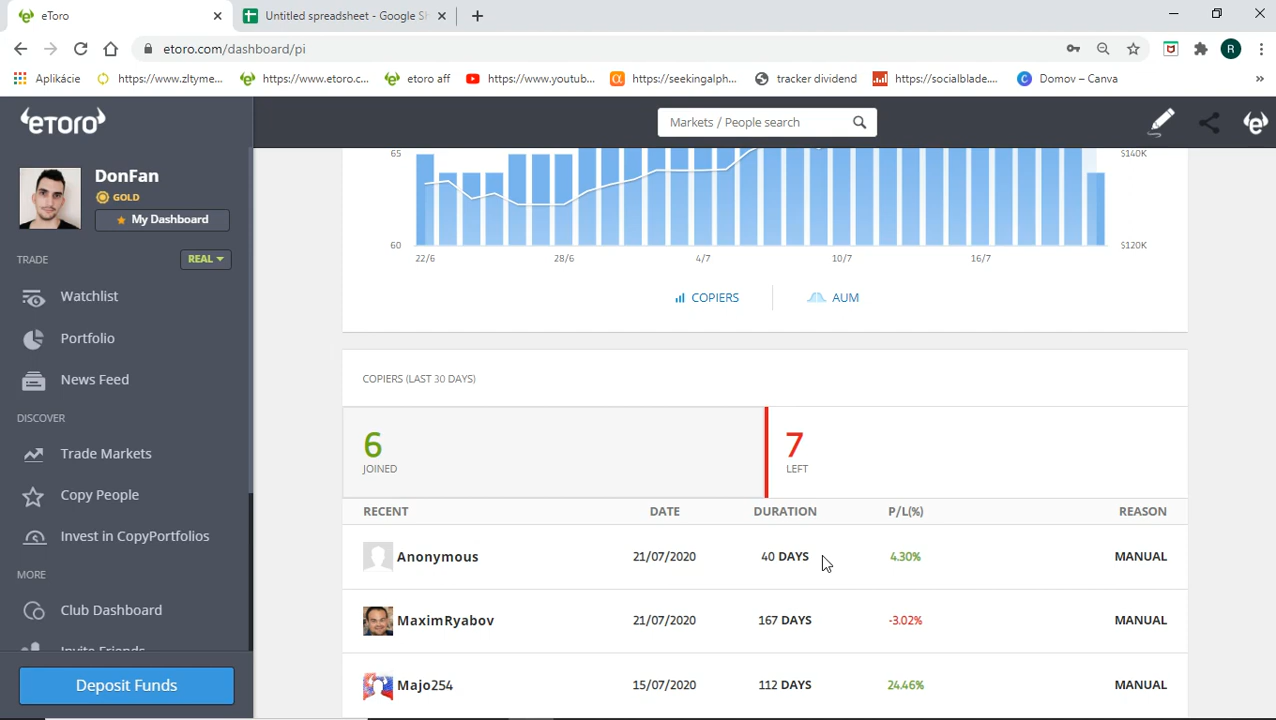 eToro
Untitled spreadsheet - Google Sh
etoro.com/dashboard/pi
R
Aplikácie
https://www.zltyme...
https://www.etoro.c...
etoro aff
https://www.youtub...
https://seekingalph...
tracker dividend
https://socialblade....
Domov – Canva
»
eToro
Markets / People search
DonFan
GOLD
My Dashboard
TRADE
REAL
Watchlist
Portfolio
News Feed
DISCOVER
Trade Markets
Copy People
Invest in CopyPortfolios
MORE
Club Dashboard
Invite Friends
Deposit Funds
65
$140K
60
$120K
22/6
28/6
4/7
10/7
16/7
COPIERS
AUM
COPIERS (LAST 30 DAYS)
6
JOINED
7
LEFT
RECENT DATE DURATION P/L(%) REASON
Anonymous 21/07/2020 40 DAYS 4.30% MANUAL
MaximRyabov 21/07/2020 167 DAYS -3.02% MANUAL
Majo254 15/07/2020 112 DAYS 24.46% MANUAL